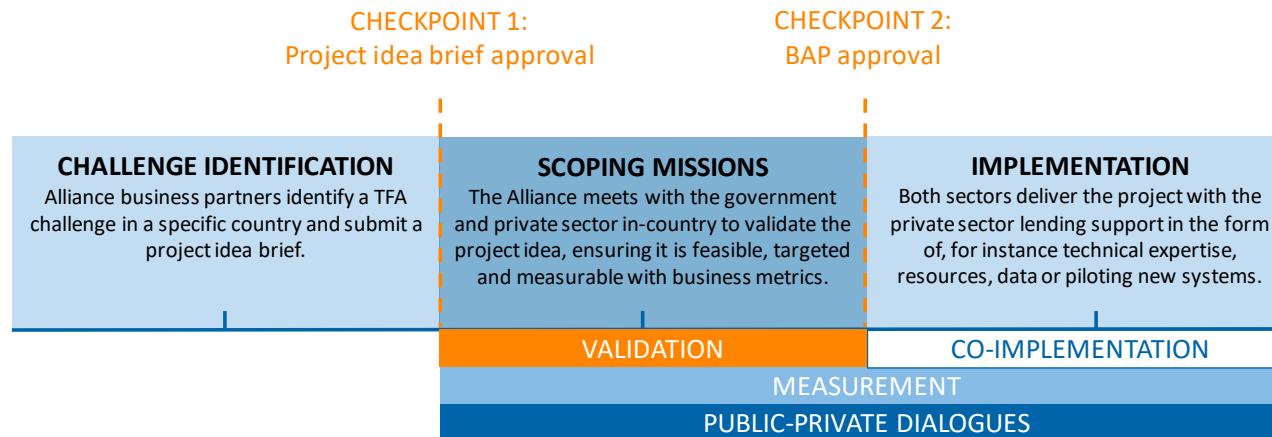 CHECKPOINT 1:
Project idea brief approval
CHECKPOINT 2:
BAP approval
CHALLENGE IDENTIFICATION
Alliance business partners identify a TFA
challenge in a specific country and submit a
project idea brief.
SCOPING MISSIONS
The Alliance meets with the government
and private sector in-country to validate the
project idea, ensuring it is feasible, targeted
and measurable with business metrics.
IMPLEMENTATION
Both sectors deliver the project with the
private sector lending support in the form
of, for instance technical expertise,
resources, data or piloting new systems.
VALIDATION
CO-IMPLEMENTATION
MEASUREMENT
PUBLIC-PRIVATE DIALOGUES